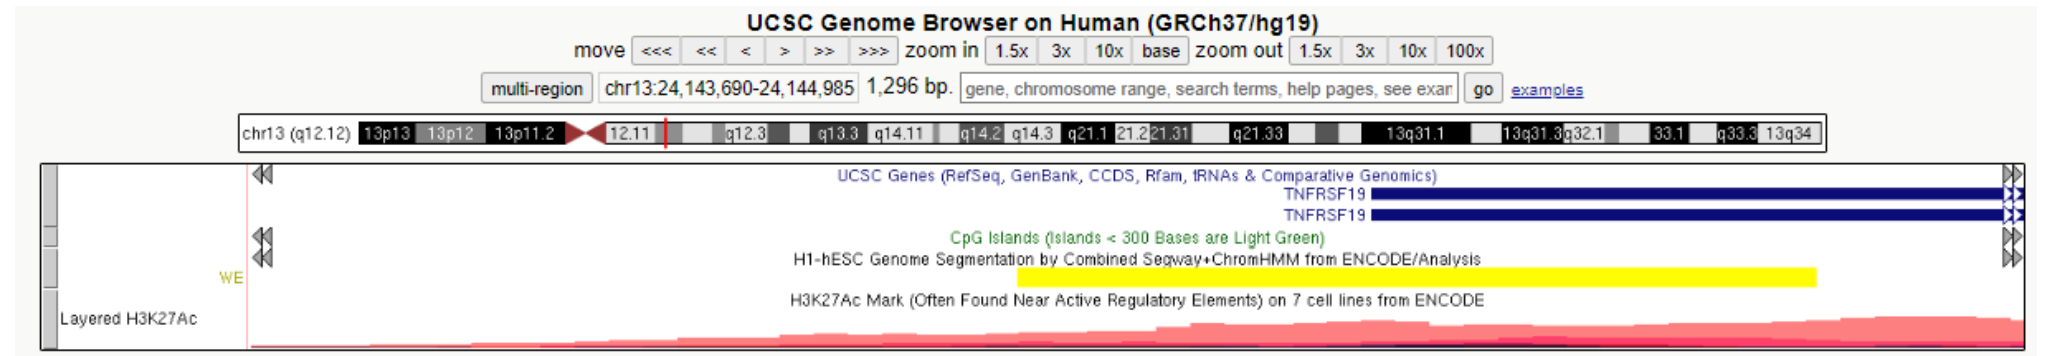 UCSC Genome Browser on Human (GRCh37/hg19)
move <<< << < > >> >>> zoom in 1.5x 3x 10x base zoom out 1.5x 3x 10x 100x
multi-region chr13:24,143,690-24,144,985 1,296 bp. gene, chromosome range, search terms, help pages, see exar go examples
chr13 (q12.12) 13p13 13p12 13p11.2 12.11 q12.3 q13.3 q14.11 q14.2 q14.3 q21.1 21.2 21.31 q21.33 13q31.1 13q31.3 q32.1 33.1 q33.3 13q34
UCSC Genes (RefSeq, GenBank, CCDS, Rfam, tRNAs & Comparative Genomics)
TNFRSF19
TNFRSF19
CpG Islands (Islands < 300 Bases are Light Green)
H1-hESC Genome Segmentation by Combined Segway+ChromHMM from ENCODE/Analysis
WE
H3K27Ac Mark (Often Found Near Active Regulatory Elements) on 7 cell lines from ENCODE
Layered H3K27Ac